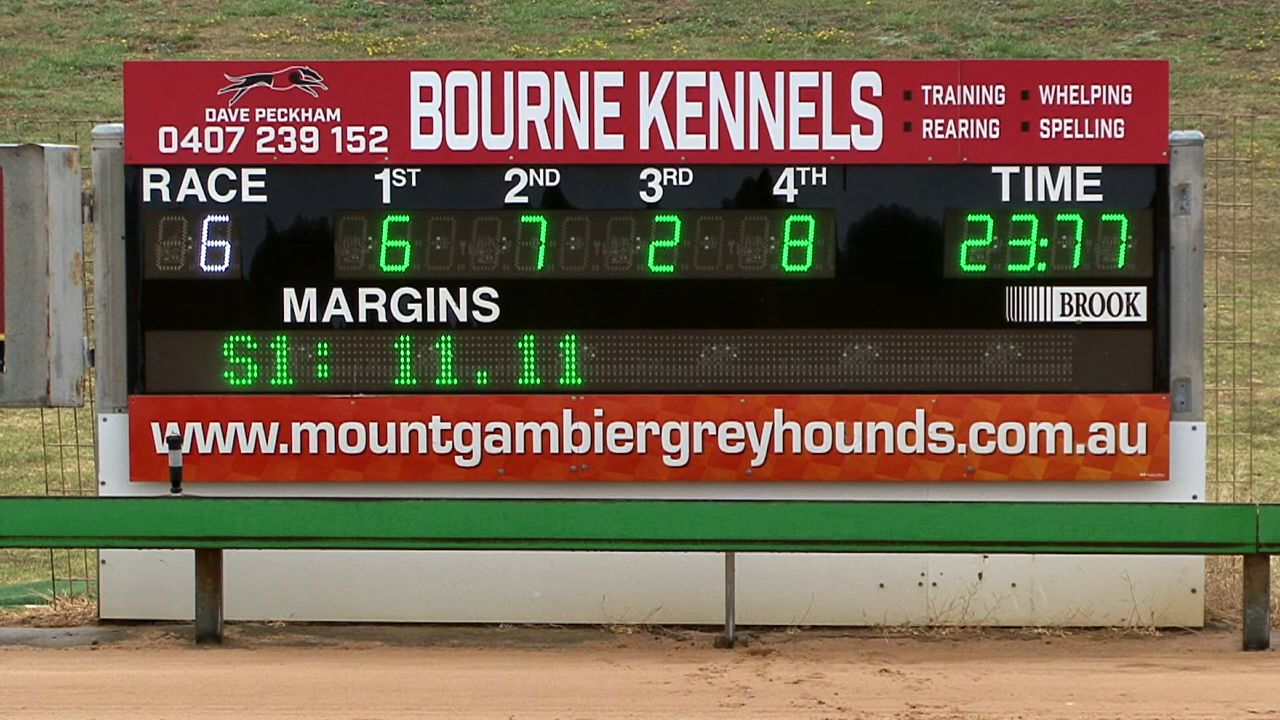 DAVE PECKHAM
0407 239 152
BOURNE KENNELS
▪ TRAINING ▪ WHELPING
▪ REARING ▪ SPELLING
RACE 1ST 2ND 3RD 4TH TIME
6 6 7 2 8 23:77
MARGINS
BROOK
S1: 11.11
www.mountgambiergreyhounds.com.au